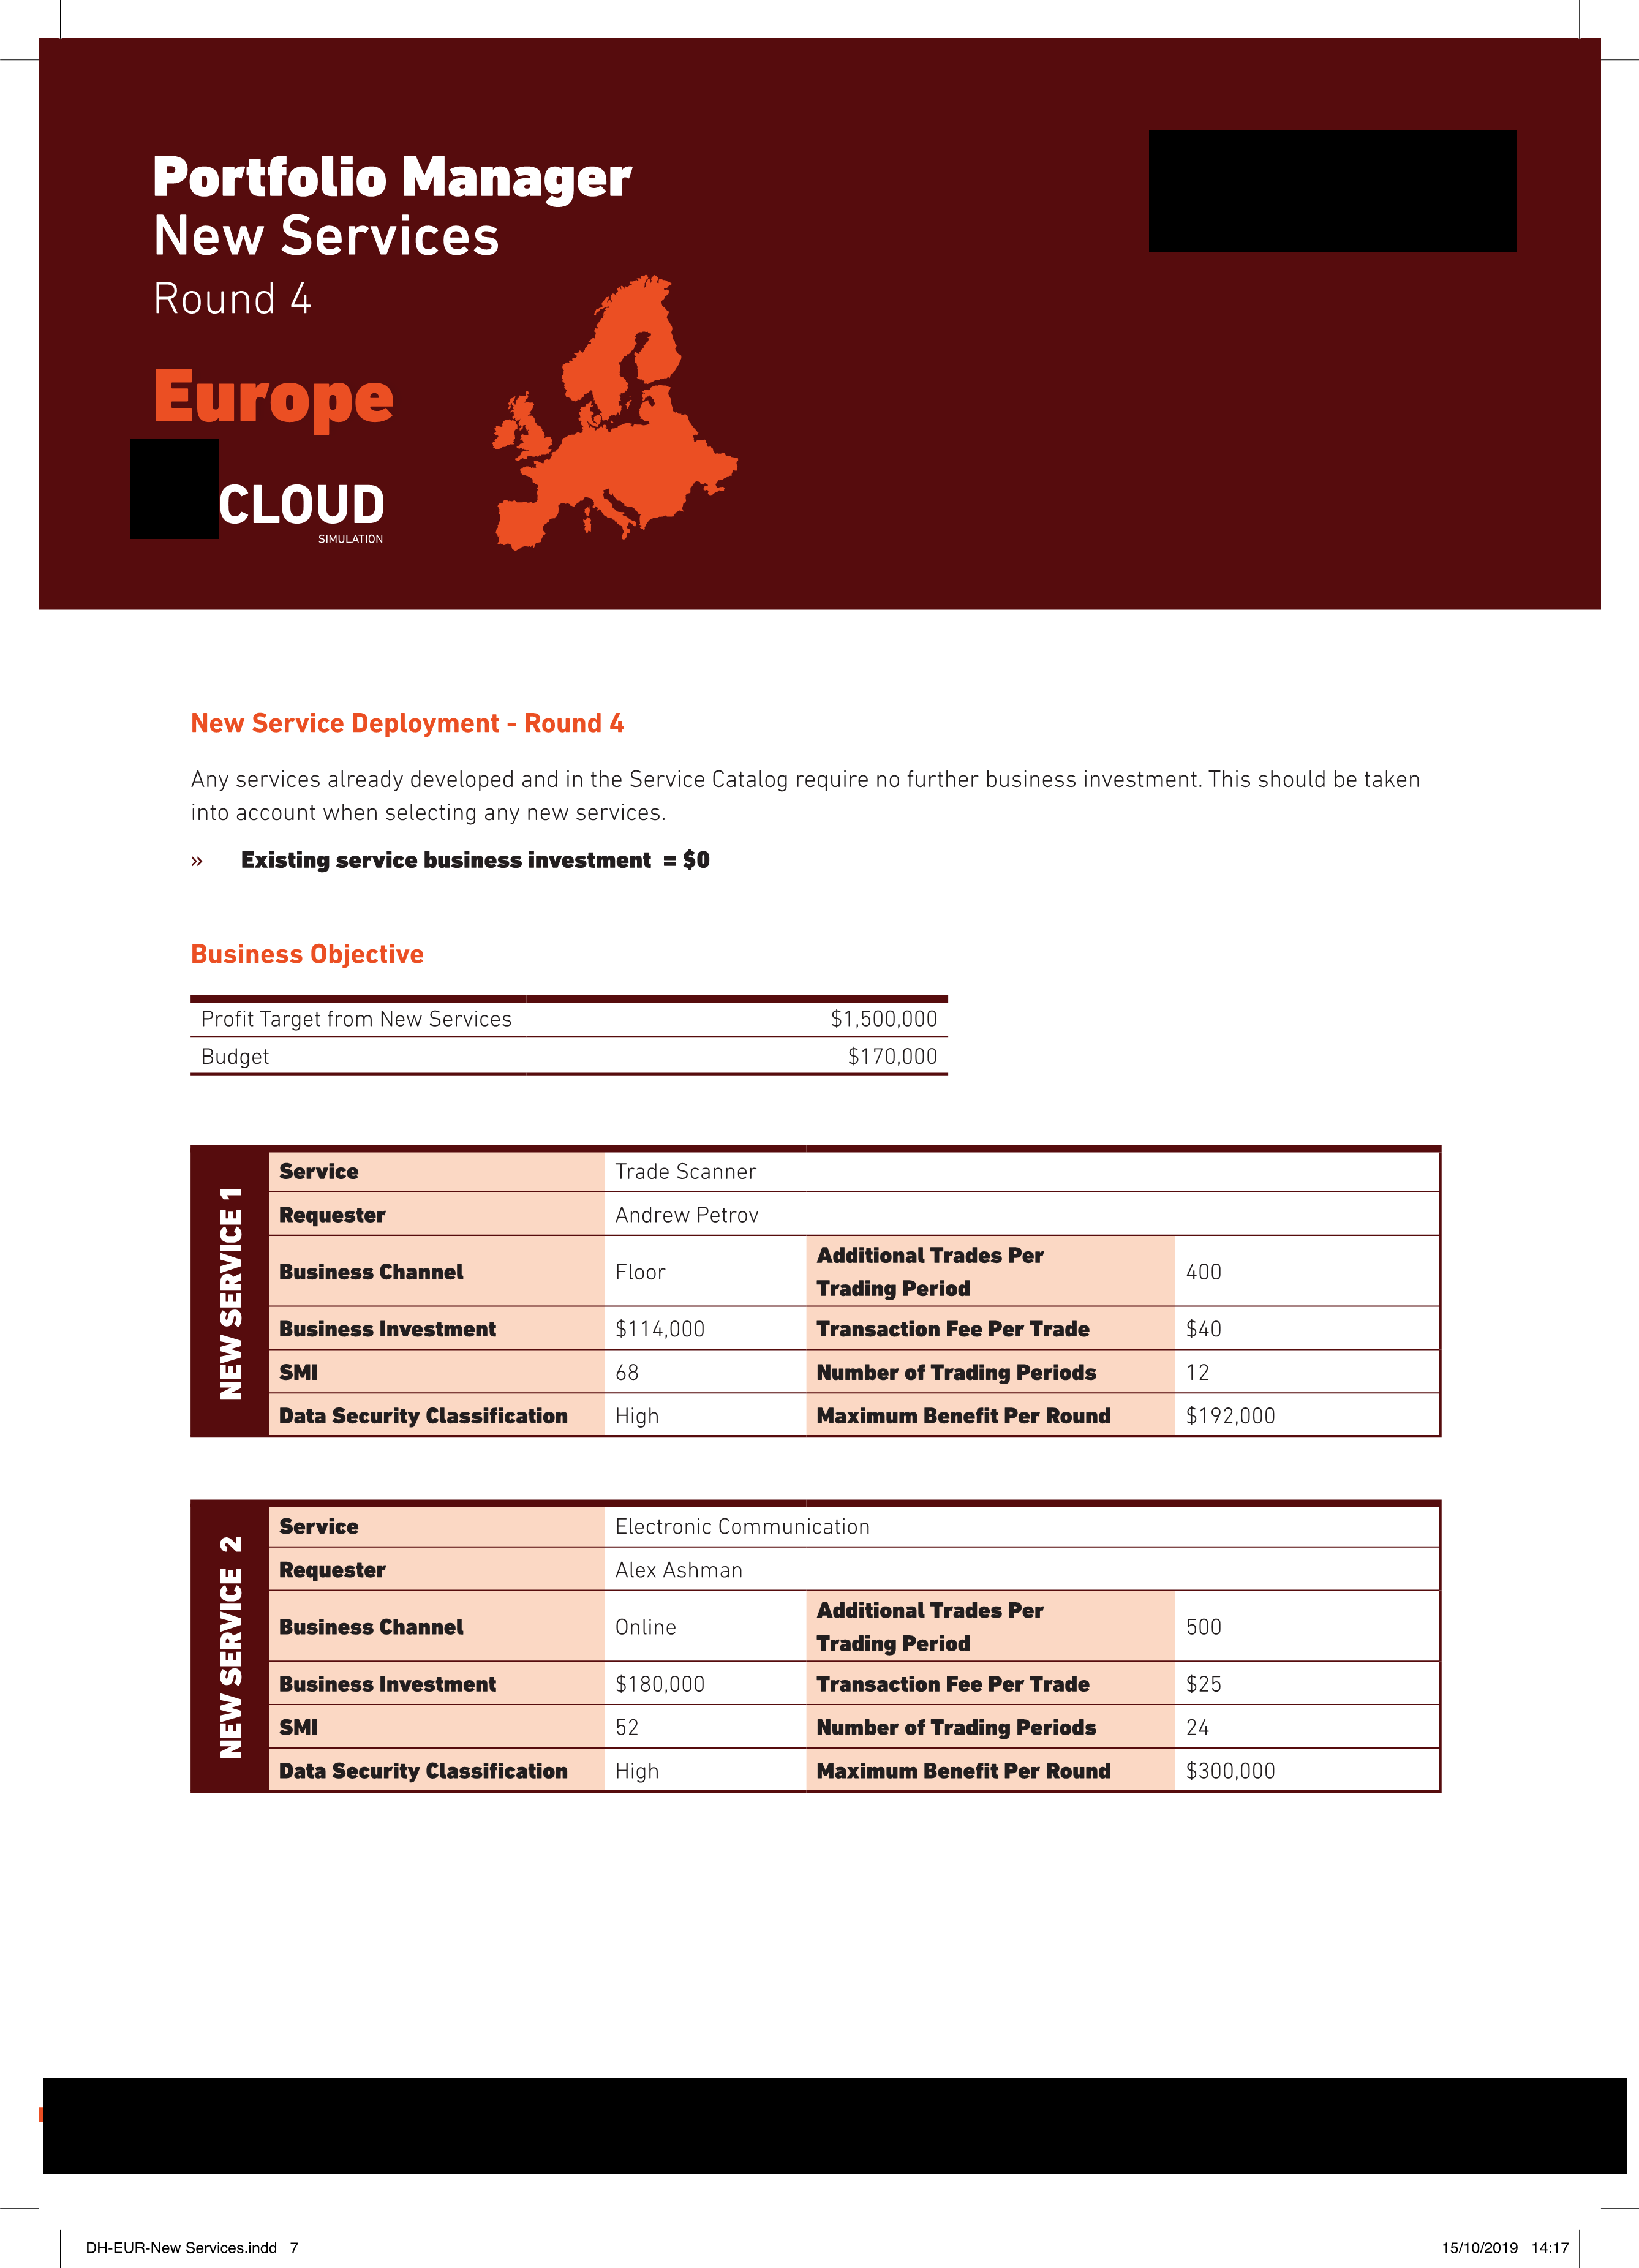 Portfolio Manager
New Services
Round 4
Europe
CLOUD
SIMULATION
New Service Deployment - Round 4
Any services already developed and in the Service Catalog require no further business investment. This should be taken
into account when selecting any new services.
» Existing service business investment = $0
Business Objective
Profit Target from New Services $1,500,000
Budget $170,000
NEW SERVICE 1
Service Trade Scanner
Requester Andrew Petrov
Business Channel Floor Additional Trades Per
Trading Period 400
Business Investment $114,000 Transaction Fee Per Trade $40
SMI 68 Number of Trading Periods 12
Data Security Classification High Maximum Benefit Per Round $192,000
NEW SERVICE 2
Service Electronic Communication
Requester Alex Ashman
Business Channel Online Additional Trades Per
Trading Period 500
Business Investment $180,000 Transaction Fee Per Trade $25
SMI 52 Number of Trading Periods 24
Data Security Classification High Maximum Benefit Per Round $300,000
DH-EUR-New Services.indd 7 15/10/2019 14:17